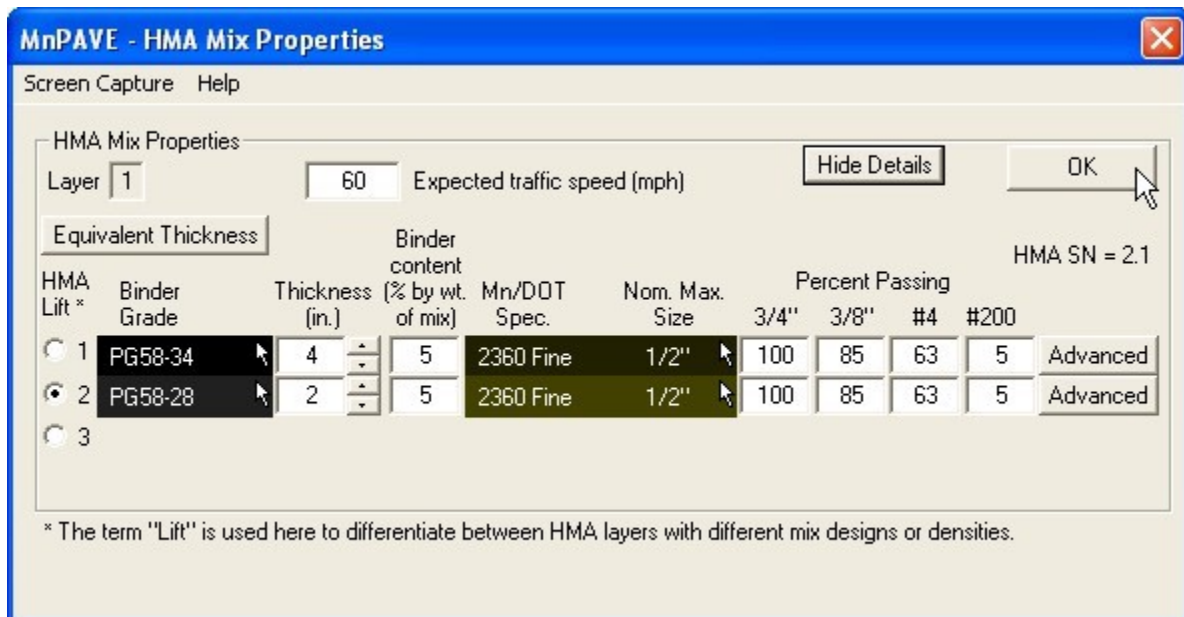 MnPAVE - HMA Mix Properties
Screen Capture Help
HMA Mix Properties
Layer 1 60 Expected traffic speed (mph) Hide Details OK
Equivalent Thickness
HMA SN = 2.1
HMA Lift * Binder Grade Thickness (in.) Binder content (% by wt. of mix) Mn/DOT Spec. Nom. Max. Size Percent Passing 3/4" 3/8" #4 #200
1 PG58-34 4 5 2360 Fine 1/2" 100 85 63 5 Advanced
2 PG58-28 2 5 2360 Fine 1/2" 100 85 63 5 Advanced
3
* The term "Lift" is used here to differentiate between HMA layers with different mix designs or densities.